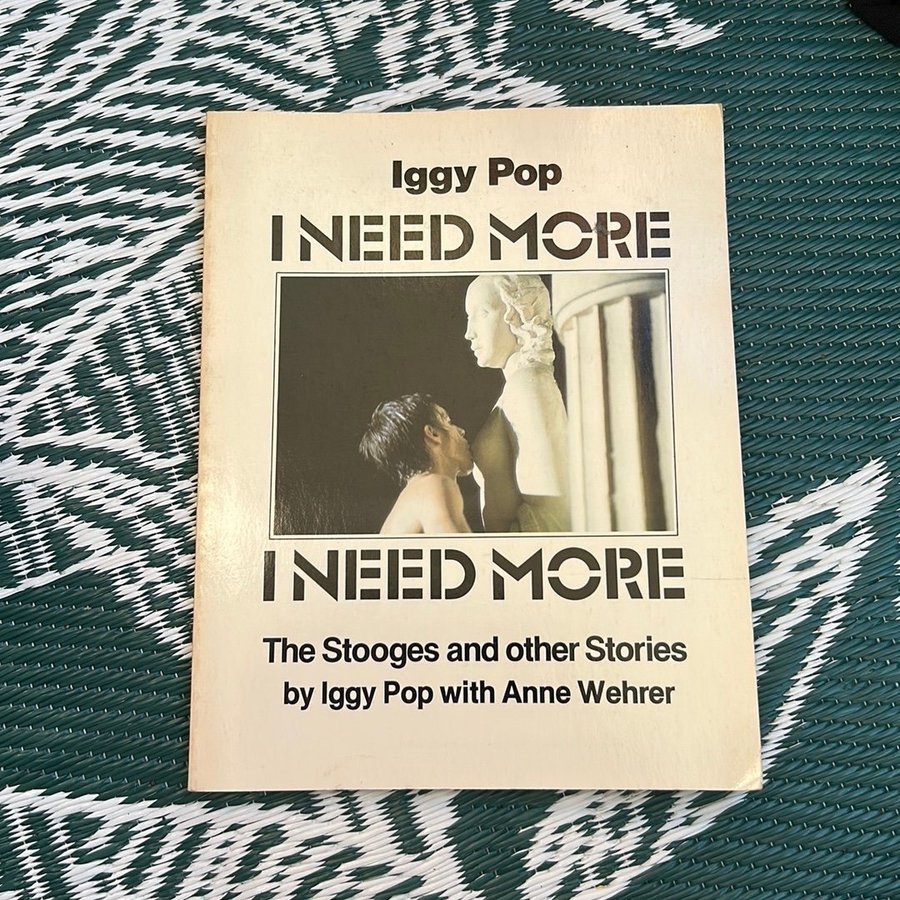 Iggy Pop
I NEED MORE
I NEED MORE
The Stooges and other Stories
by Iggy Pop with Anne Wehrer